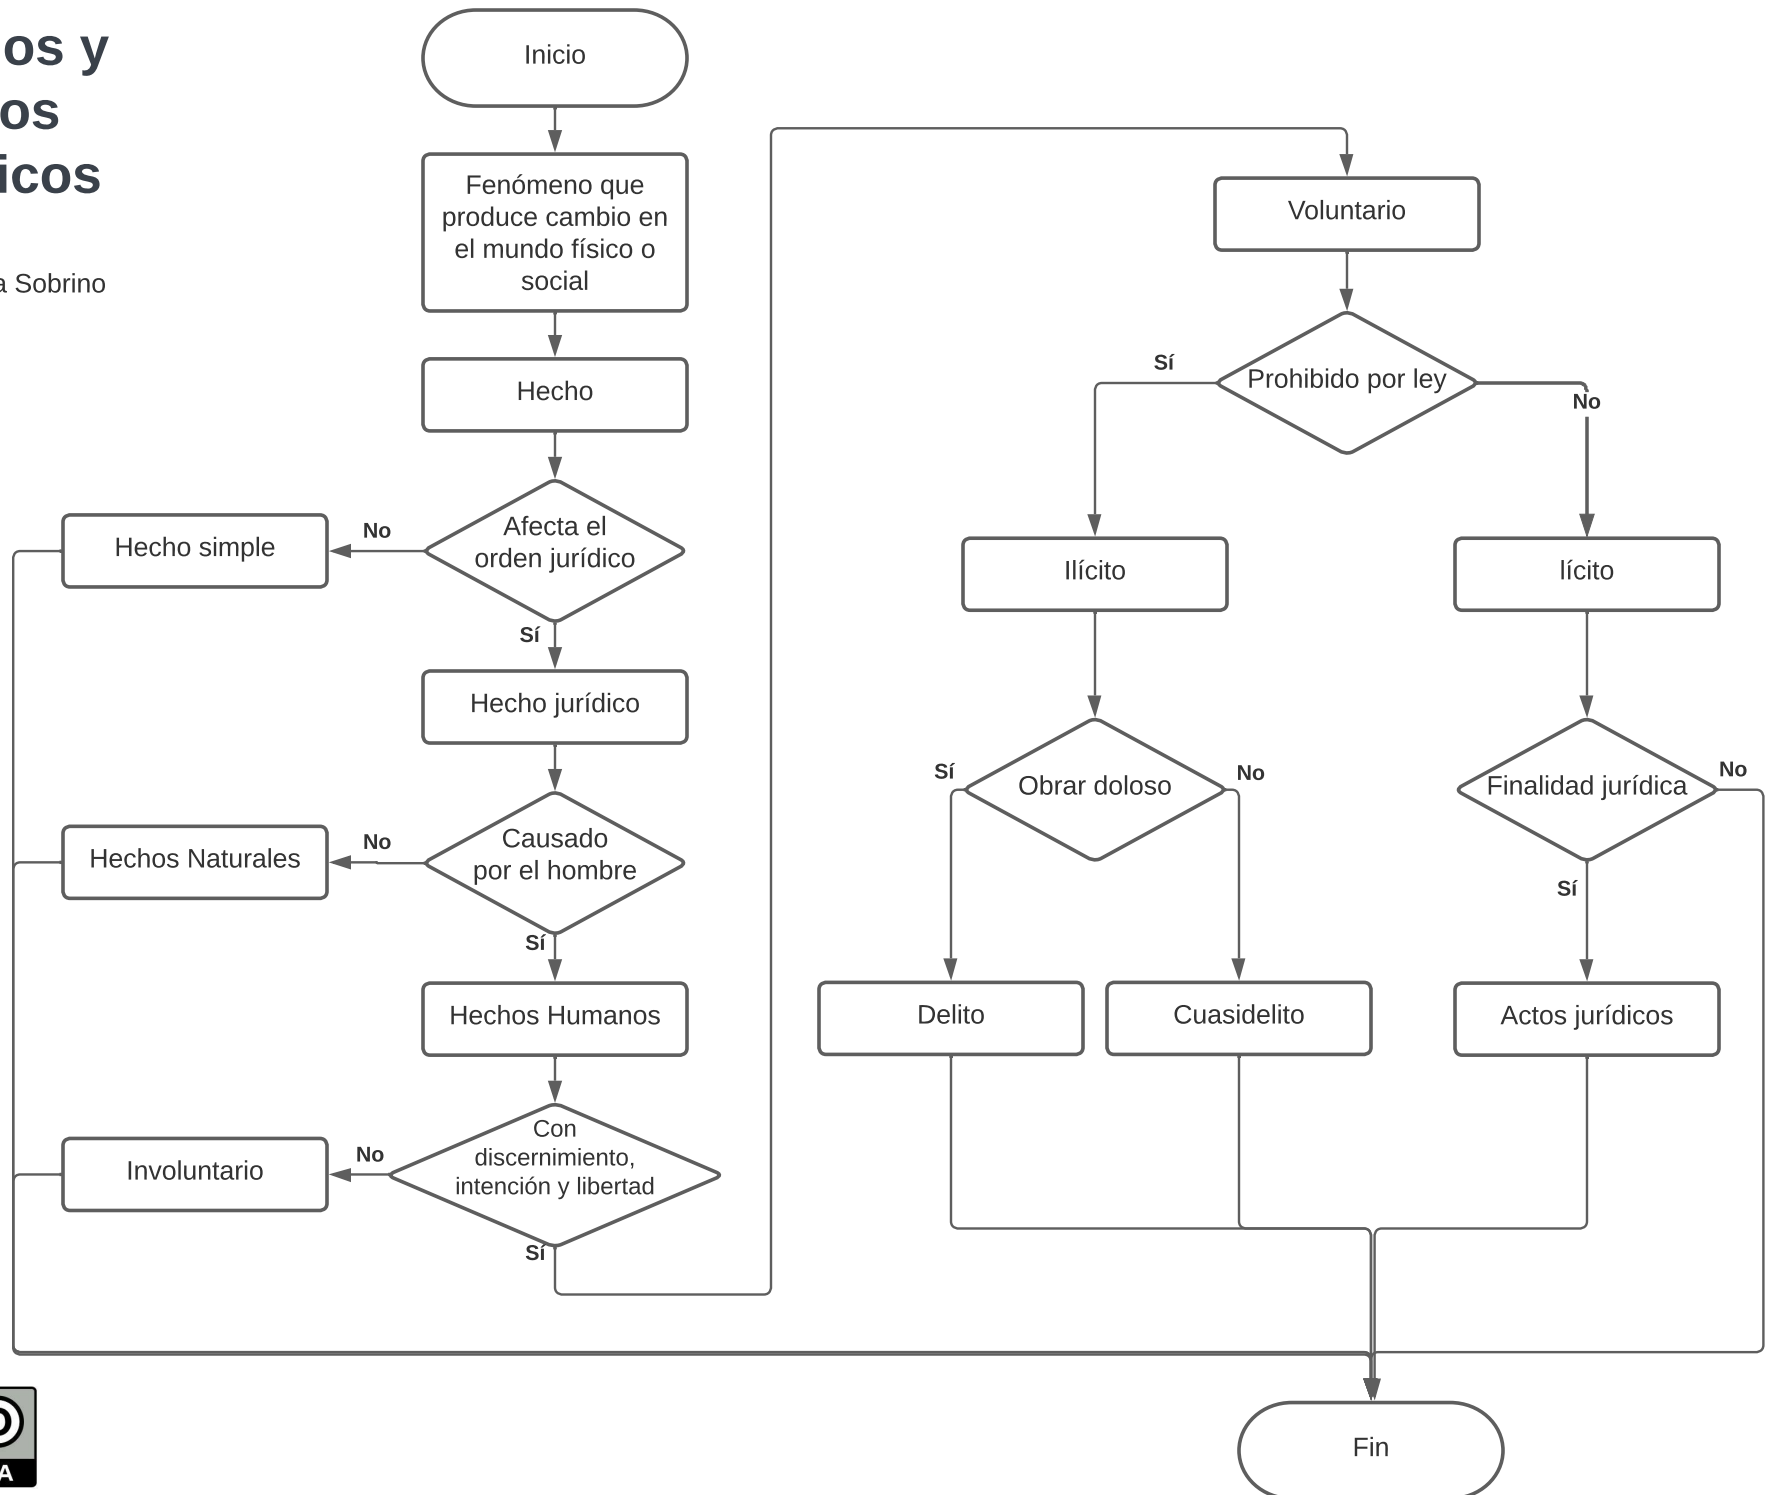 os y
os
icos
a Sobrino
Inicio
Fenómeno que
produce cambio en
el mundo físico o
social
Hecho
Afecta el
orden jurídico
No
Hecho simple
Sí
Hecho jurídico
Causado
por el hombre
No
Hechos Naturales
Sí
Hechos Humanos
Con
discernimiento,
intención y libertad
No
Involuntario
Sí
Voluntario
Prohibido por ley
Sí
No
Ilícito
lícito
Obrar doloso
Sí
No
Finalidad jurídica
No
Sí
Delito
Cuasidelito
Actos jurídicos
Fin
A